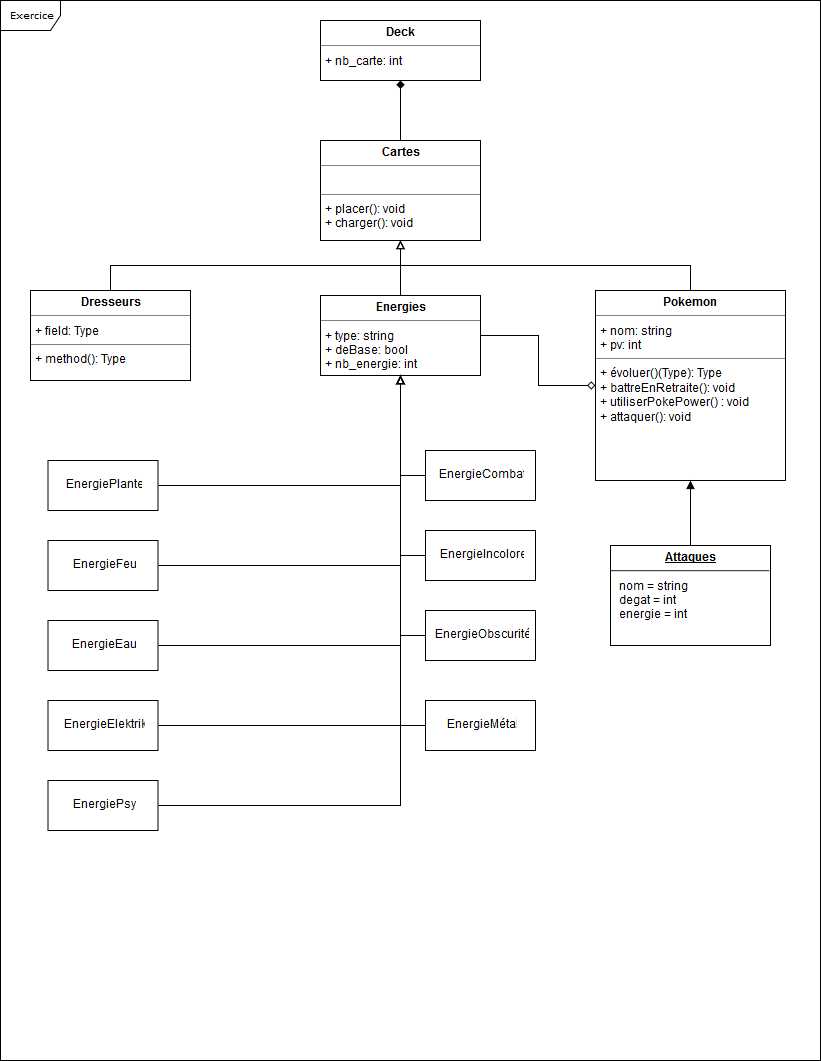 Exercice
Deck
+ nb_carte: int
Cartes
+ placer(): void
+ charger(): void
Dresseurs
+ field: Type
+ method(): Type
Energies
+ type: string
+ deBase: bool
+ nb_energie: int
Pokemon
+ nom: string
+ pv: int
+ évoluer()(Type): Type
+ battreEnRetraite(): void
+ utiliserPokePower() : void
+ attaquer(): void
EnergiePlante
EnergieCombat
EnergieFeu
EnergieIncolore
EnergieEau
EnergieObscurité
EnergieElektrik
EnergieMéta
EnergiePsy
Attaques
nom = string
degat = int
energie = int